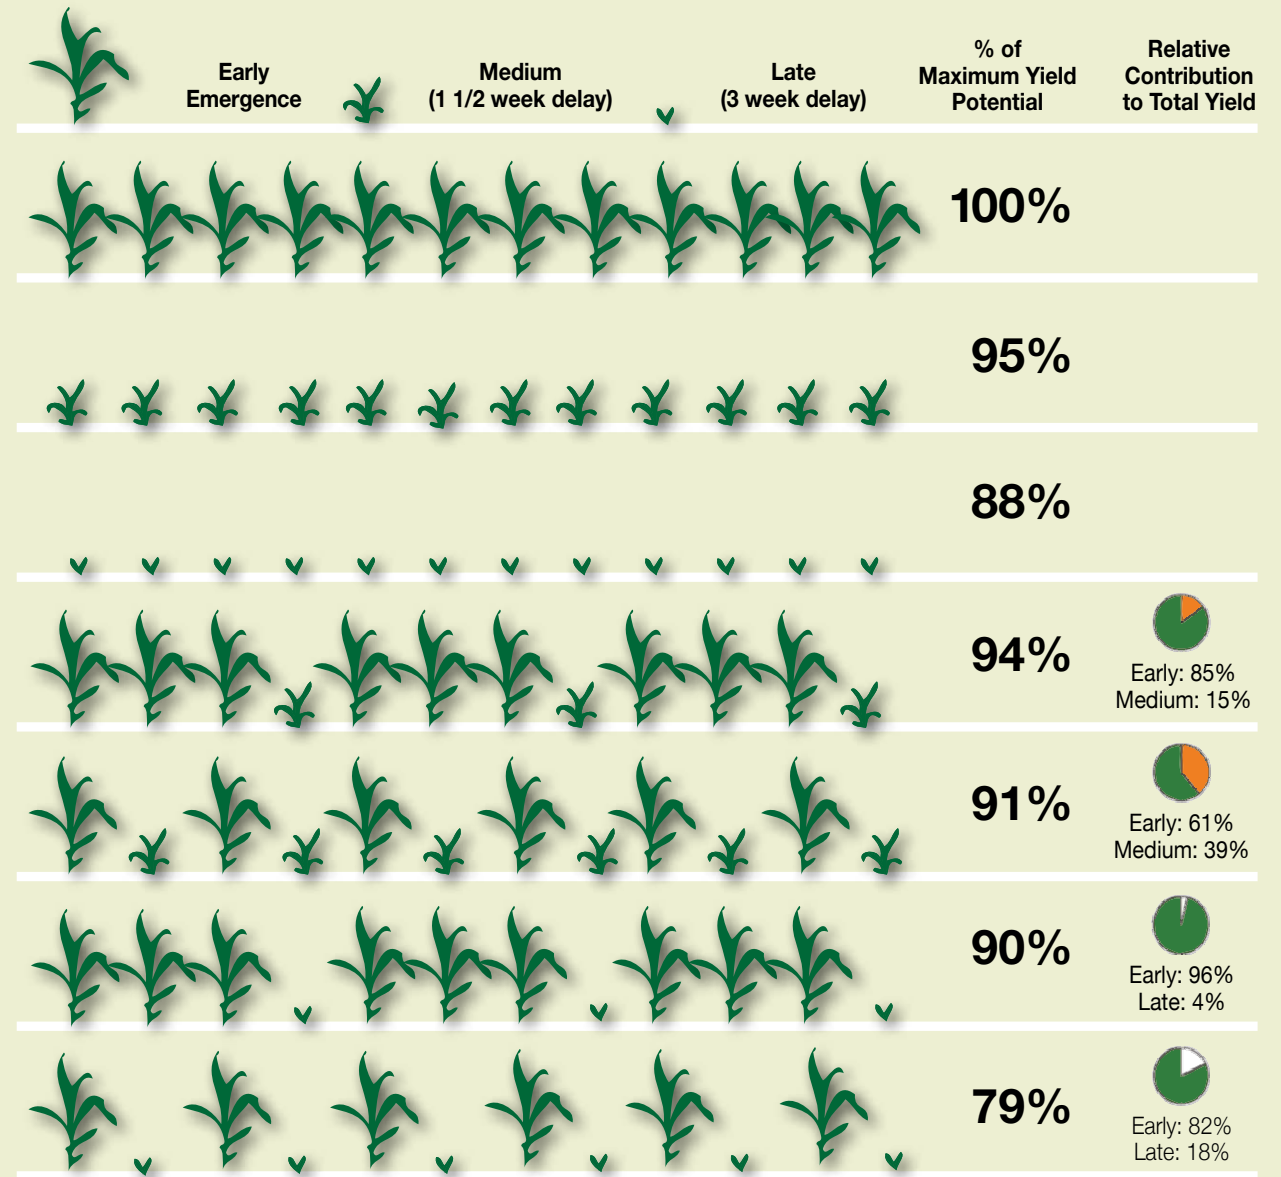 Early
Emergence
Medium
(1 1/2 week delay)
Late
(3 week delay)
% of
Maximum Yield
Potential
Relative
Contribution
to Total Yield
100%
95%
88%
94%
Early: 85%
Medium: 15%
91%
Early: 61%
Medium: 39%
90%
Early: 96%
Late: 4%
79%
Early: 82%
Late: 18%